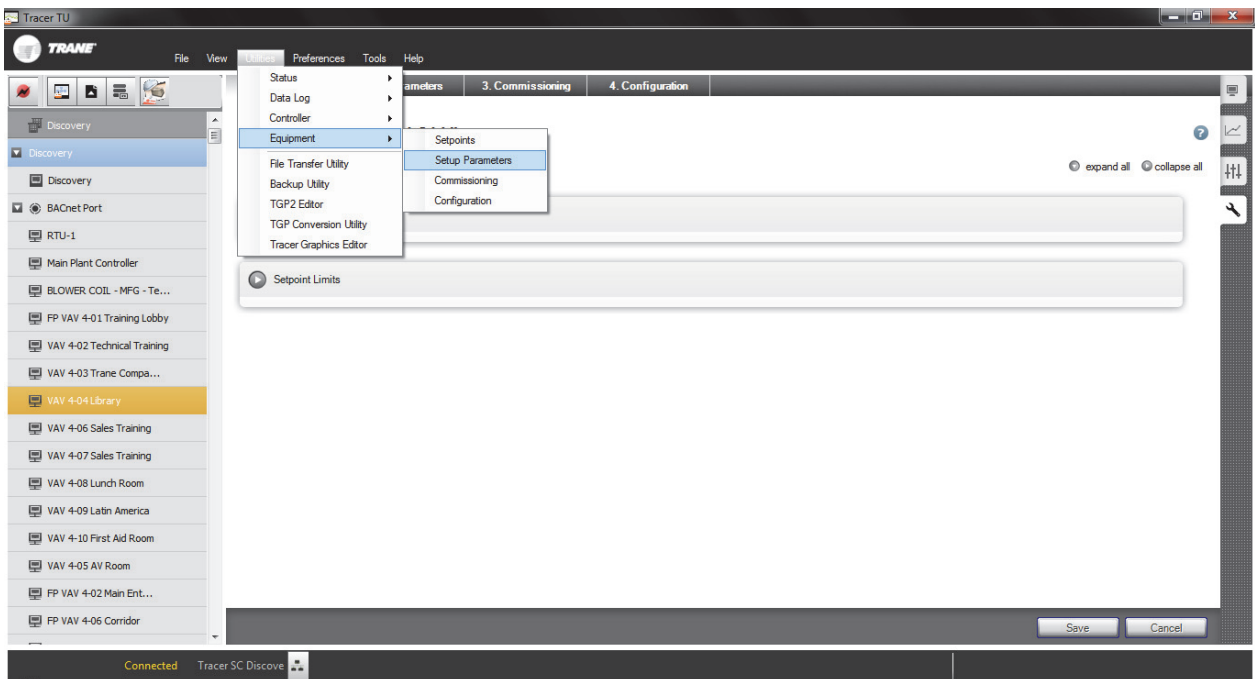 Tracer TU
TRANE
File View Utilities Preferences Tools Help
Status
Data Log
Controller
Equipment
File Transfer Utility
Backup Utility
TGP2 Editor
TGP Conversion Utility
Tracer Graphics Editor
Setpoints
Setup Parameters
Commissioning
Configuration
ameters 3. Commissioning 4. Configuration
expand all collapse all
Setpoint Limits
Discovery
Discovery
Discovery
BACnet Port
RTU-1
Main Plant Controller
BLOWER COIL - MFG - Te...
FP VAV 4-01 Training Lobby
VAV 4-02 Technical Training
VAV 4-03 Trane Compa...
VAV 4-04 Library
VAV 4-06 Sales Training
VAV 4-07 Sales Training
VAV 4-08 Lunch Room
VAV 4-09 Latin America
VAV 4-10 First Aid Room
VAV 4-05 AV Room
FP VAV 4-02 Main Ent...
FP VAV 4-06 Corridor
Save Cancel
Connected Tracer SC Discove